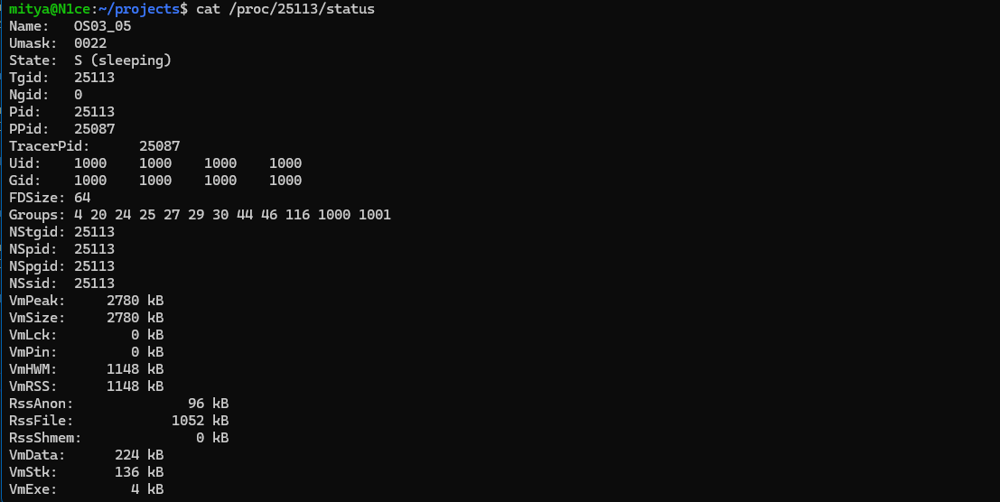 mitya@N1ce:~/projects$ cat /proc/25113/status
Name:   OS03_05
Umask:  0022
State:  S (sleeping)
Tgid:   25113
Ngid:   0
Pid:    25113
PPid:   25087
TracerPid:      25087
Uid:    1000    1000    1000    1000
Gid:    1000    1000    1000    1000
FDSize: 64
Groups: 4 20 24 25 27 29 30 44 46 116 1000 1001
NStgid: 25113
NSpid:  25113
NSpgid: 25113
NSsid:  25113
VmPeak:     2780 kB
VmSize:     2780 kB
VmLck:         0 kB
VmPin:         0 kB
VmHWM:      1148 kB
VmRSS:      1148 kB
RssAnon:              96 kB
RssFile:            1052 kB
RssShmem:              0 kB
VmData:      224 kB
VmStk:       136 kB
VmExe:         4 kB